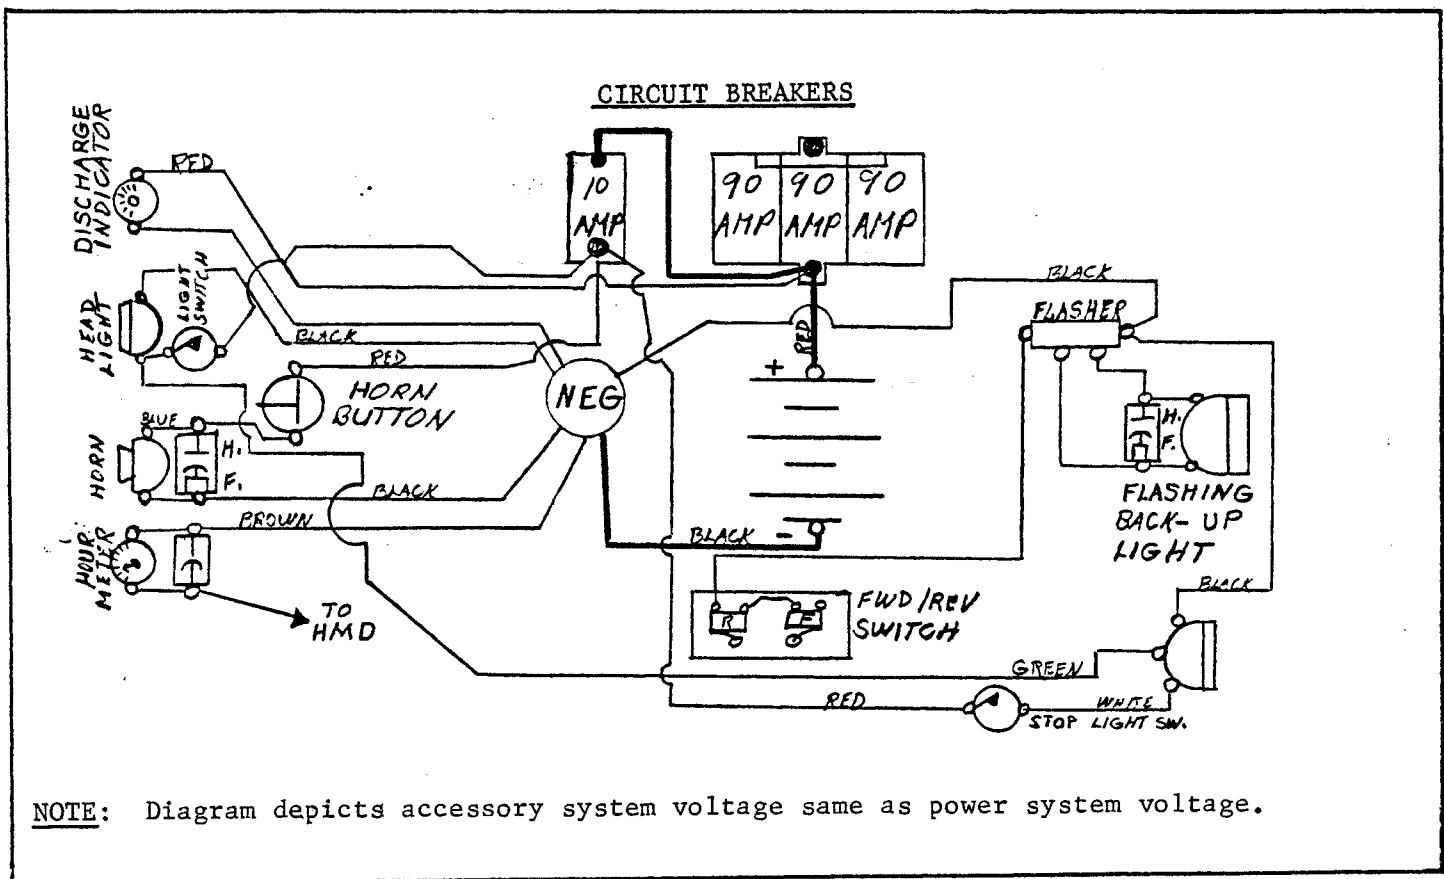 CIRCUIT BREAKERS
DISCHARGE
INDICATOR
RED
10
AMP
90
AMP
90
AMP
90
AMP
LIGHT
SWITCH
HEAD
LIGHT
BLACK
RED
HORN
BUTTON
NEG
RED
+
BLACK
FLASHER
BLUE
H.
F.
HORN
BLACK
H.
F.
FLASHING
BACK-UP
LIGHT
BROWN
HOUR
METER
TO
HMD
BLACK
-
R
F
FWD/REV
SWITCH
BLACK
GREEN
RED
WHITE
STOP LIGHT SW.
NOTE: Diagram depicts accessory system voltage same as power system voltage.